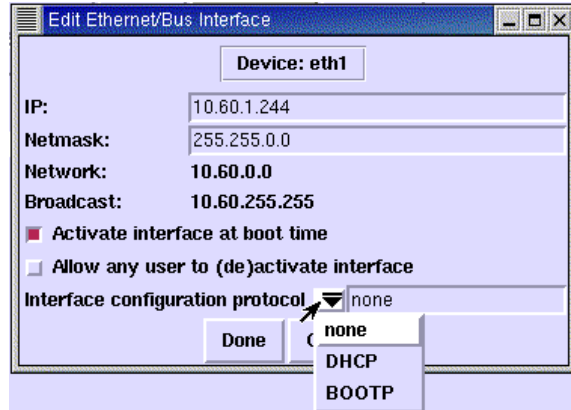 Edit Ethernet/Bus Interface
Device: eth1
IP: 10.60.1.244
Netmask: 255.255.0.0
Network: 10.60.0.0
Broadcast: 10.60.255.255
Activate interface at boot time
Allow any user to (de)activate interface
Interface configuration protocol none
Done
none
DHCP
BOOTP